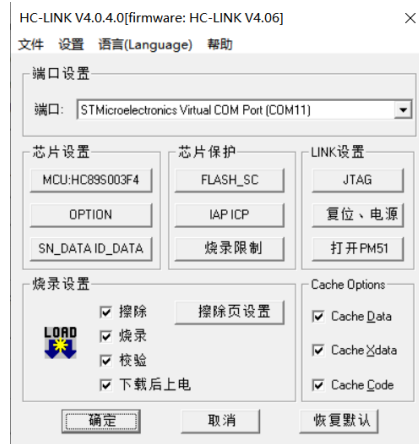 HC-LINK V4.0.4.0[firmware: HC-LINK V4.06]
文件 设置 语言(Language) 帮助
端口设置
端口: STMicroelectronics Virtual COM Port (COM11)
芯片设置
MCU:HC89S003F4
OPTION
SN_DATA ID_DATA
芯片保护
FLASH_SC
IAP ICP
烧录限制
LINK设置
JTAG
复位、电源
打开PM51
烧录设置
LOAD
擦除
烧录
校验
下载后上电
擦除页设置
Cache Options
Cache Data
Cache Xdata
Cache Code
确定 取消 恢复默认